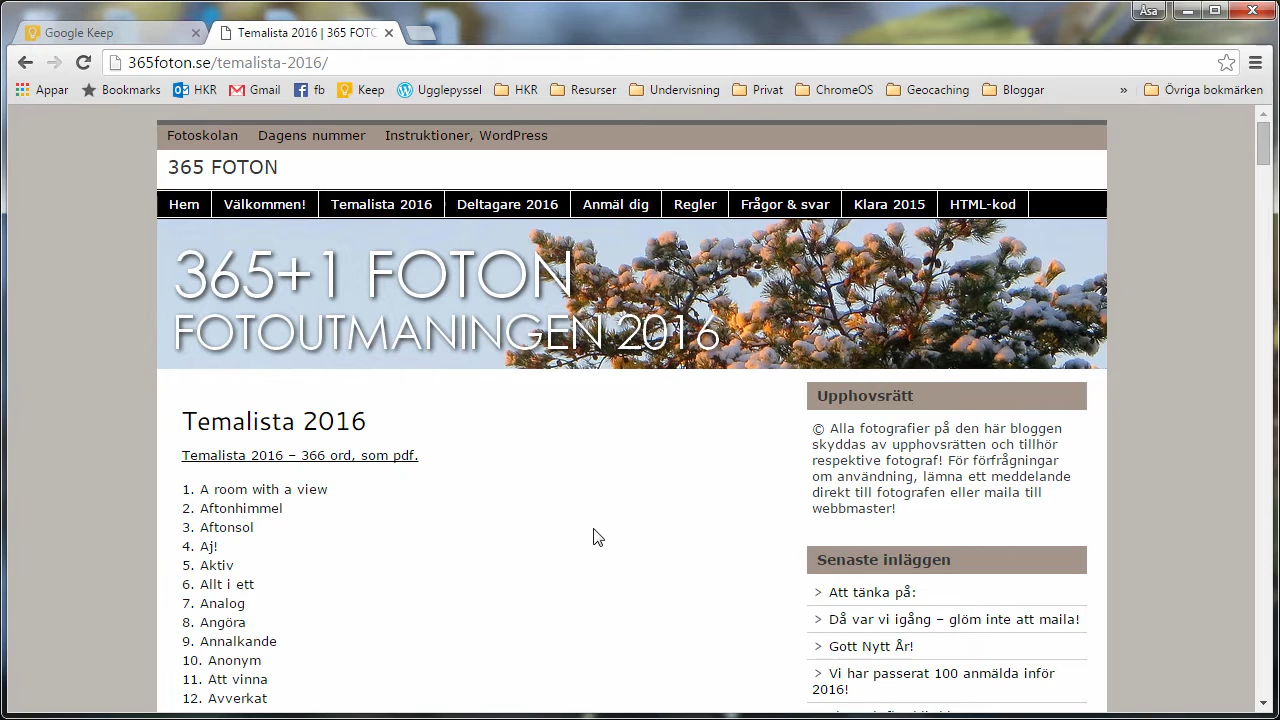 Åsa
Google Keep
Temalista 2016 | 365 FOTO
365foton.se/temalista-2016/
Appar Bookmarks HKR Gmail fb Keep Ugglepyssel HKR Resurser Undervisning Privat ChromeOS Geocaching Bloggar » Övriga bokmärken
Fotoskolan Dagens nummer Instruktioner, WordPress
365 FOTON
Hem Välkommen! Temalista 2016 Deltagare 2016 Anmäl dig Regler Frågor & svar Klara 2015 HTML-kod
365+1 FOTON
FOTOUTMANINGEN 2016
Temalista 2016
Temalista 2016 – 366 ord, som pdf.
1. A room with a view
2. Aftonhimmel
3. Aftonsol
4. Aj!
5. Aktiv
6. Allt i ett
7. Analog
8. Angöra
9. Annalkande
10. Anonym
11. Att vinna
12. Avverkat
Upphovsrätt
© Alla fotografier på den här bloggen
skyddas av upphovsrätten och tillhör
respektive fotograf! För förfrågningar
om användning, lämna ett meddelande
direkt till fotografen eller maila till
webbmaster!
Senaste inläggen
> Att tänka på:
> Då var vi igång – glöm inte att maila!
> Gott Nytt År!
> Vi har passerat 100 anmälda inför
2016!